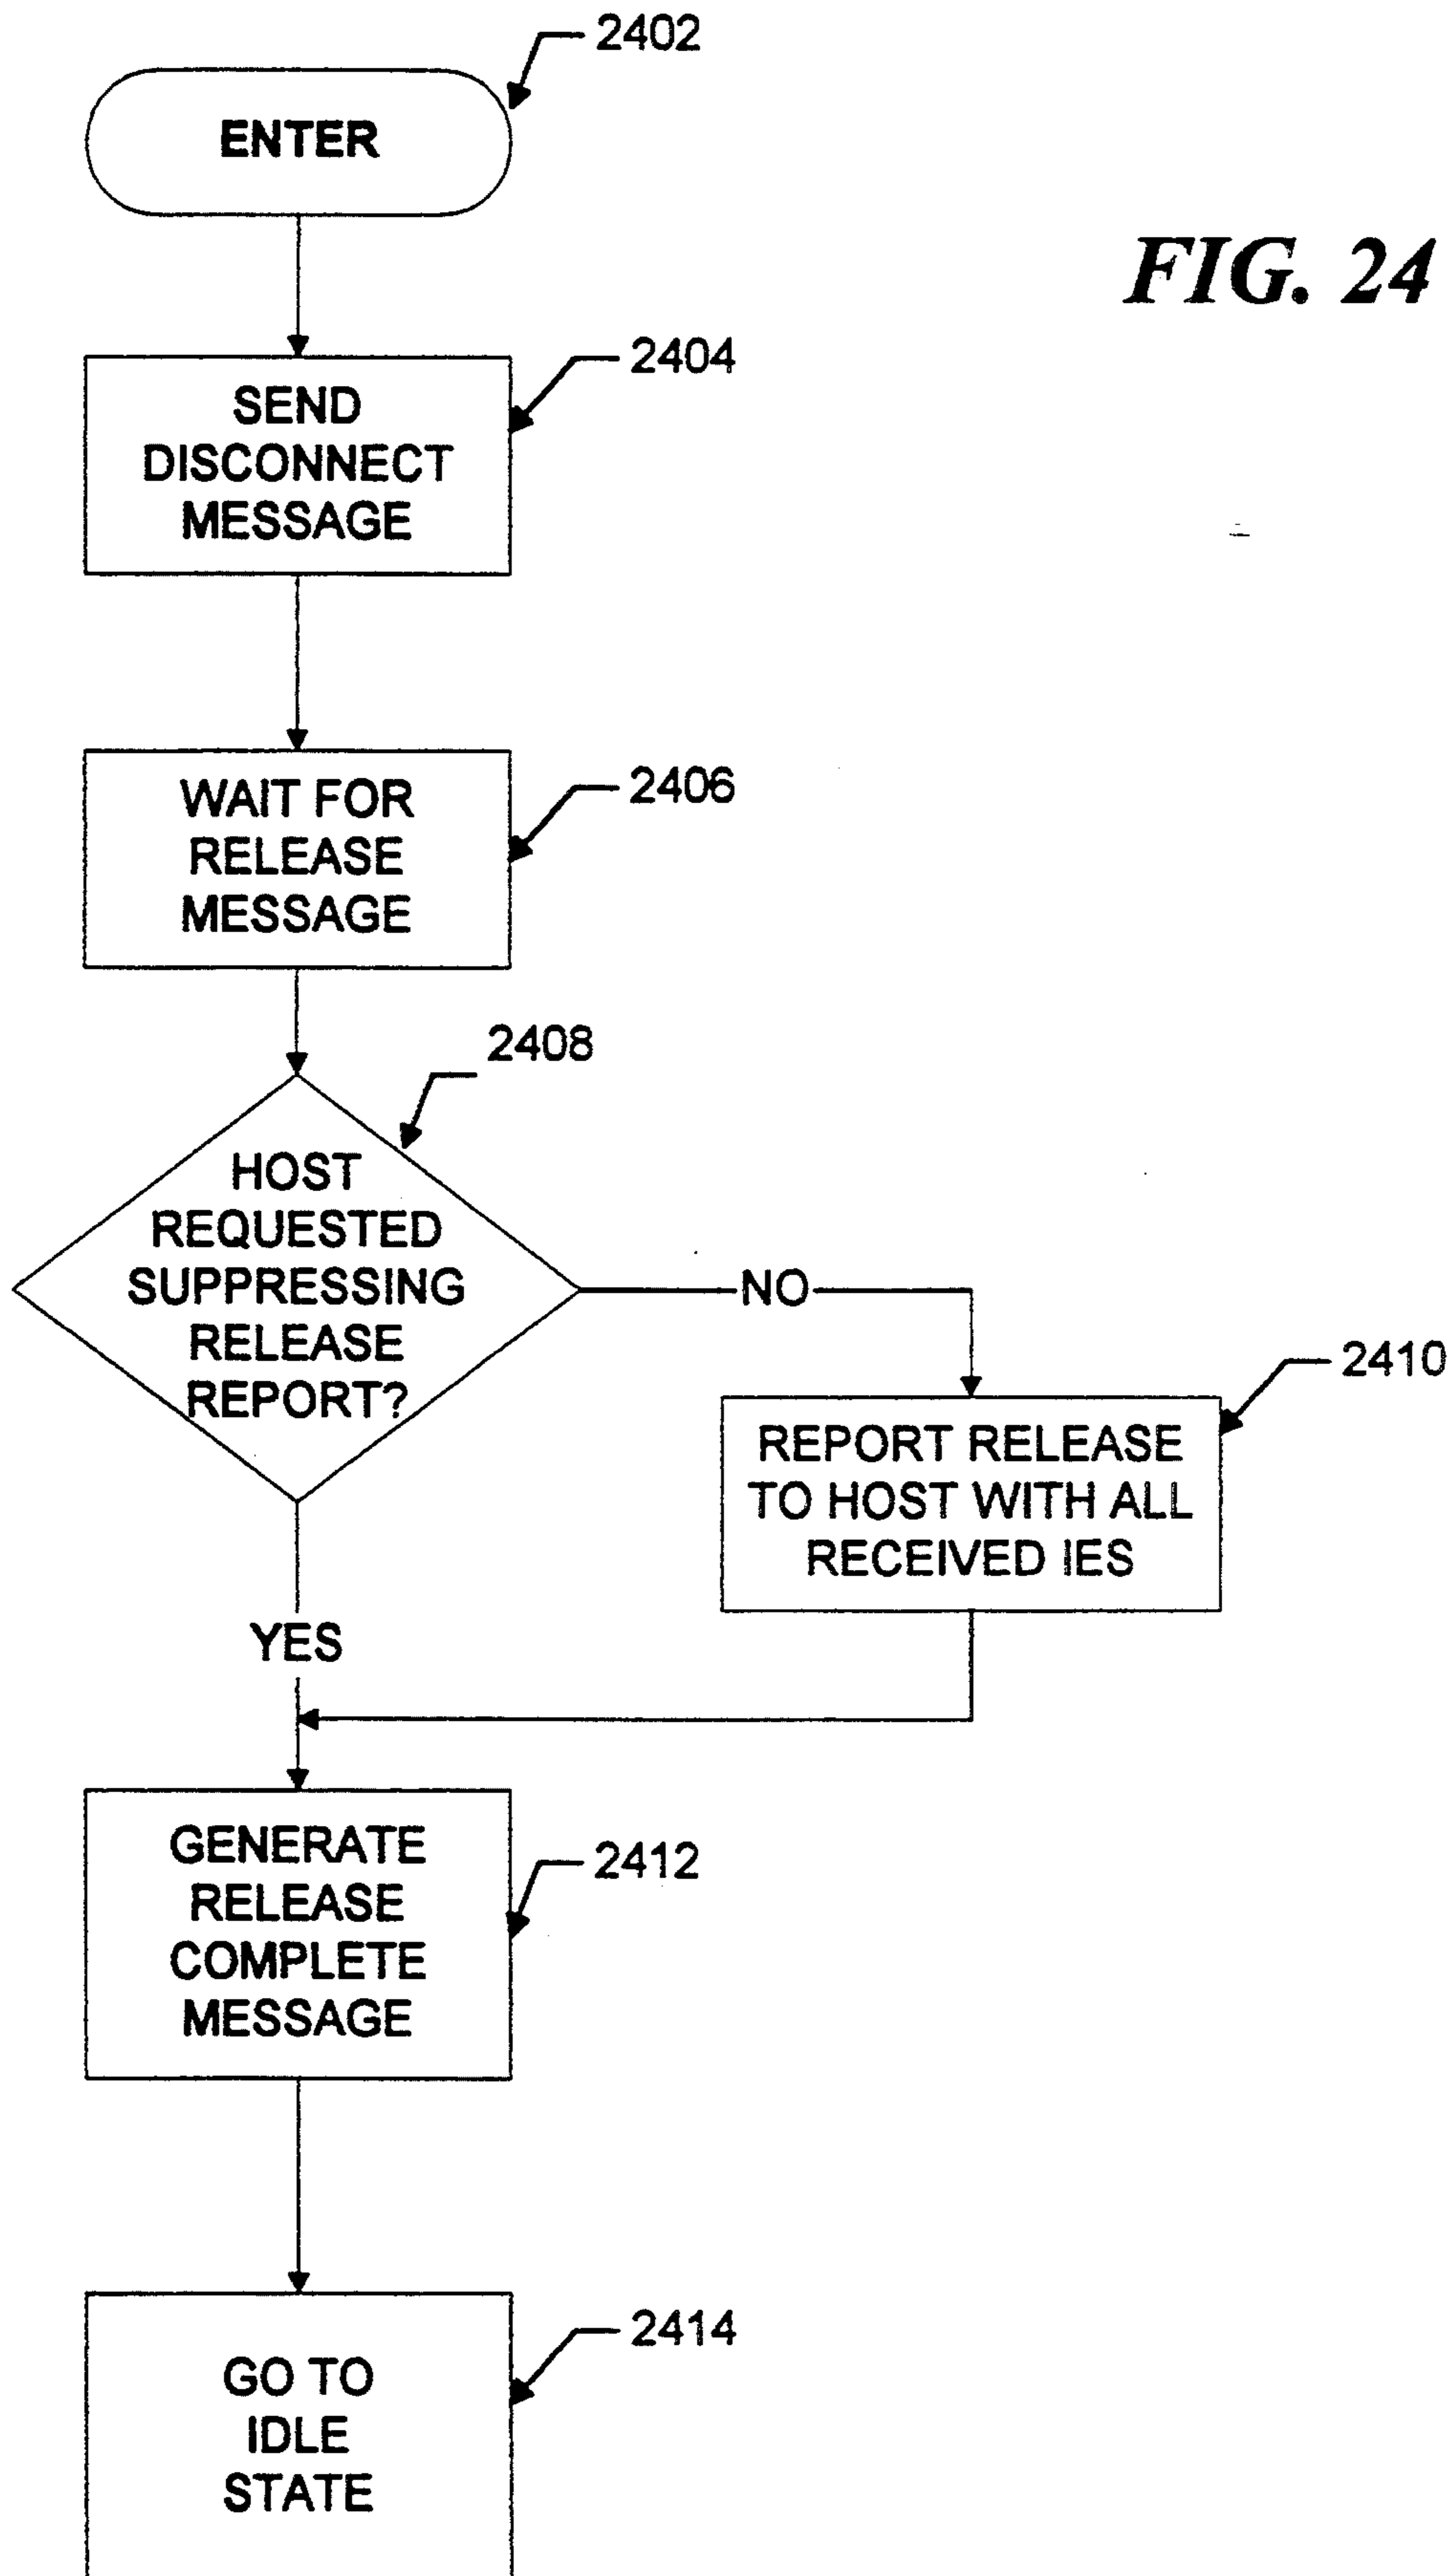 2402
ENTER
FIG. 24
2404
SEND
DISCONNECT
MESSAGE
2406
WAIT FOR
RELEASE
MESSAGE
2408
HOST
REQUESTED
SUPPRESSING
RELEASE
REPORT?
NO
2410
REPORT RELEASE
TO HOST WITH ALL
RECEIVED IES
YES
2412
GENERATE
RELEASE
COMPLETE
MESSAGE
2414
GO TO
IDLE
STATE